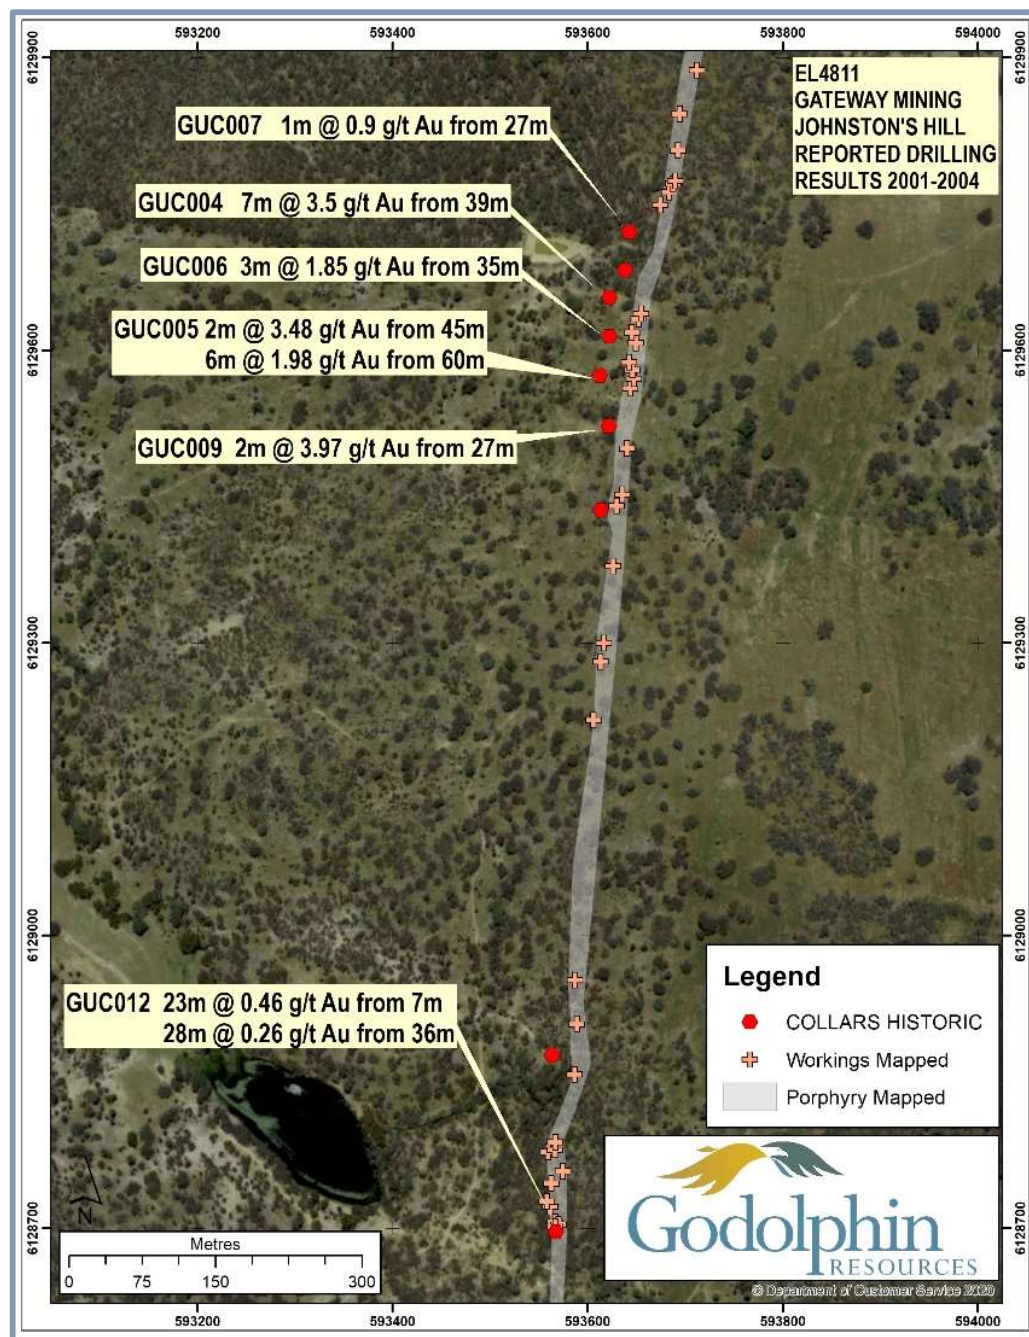 593200 593400 593600 593800 594000
6129900 6129900
EL4811
GATEWAY MINING
JOHNSTON'S HILL
REPORTED DRILLING
RESULTS 2001-2004
GUC007 1m @ 0.9 g/t Au from 27m
GUC004 7m @ 3.5 g/t Au from 39m
GUC006 3m @ 1.85 g/t Au from 35m
GUC005 2m @ 3.48 g/t Au from 45m
6m @ 1.98 g/t Au from 60m
6129600 6129600
GUC009 2m @ 3.97 g/t Au from 27m
6129300 6129300
6129000 6129000
GUC012 23m @ 0.46 g/t Au from 7m
28m @ 0.26 g/t Au from 36m
Legend
COLLARS HISTORIC
Workings Mapped
Porphyry Mapped
N
6128700 6128700
Metres
0 75 150 300
Godolphin
RESOURCES
© Department of Customer Service 2020
593200 593400 593600 593800 594000